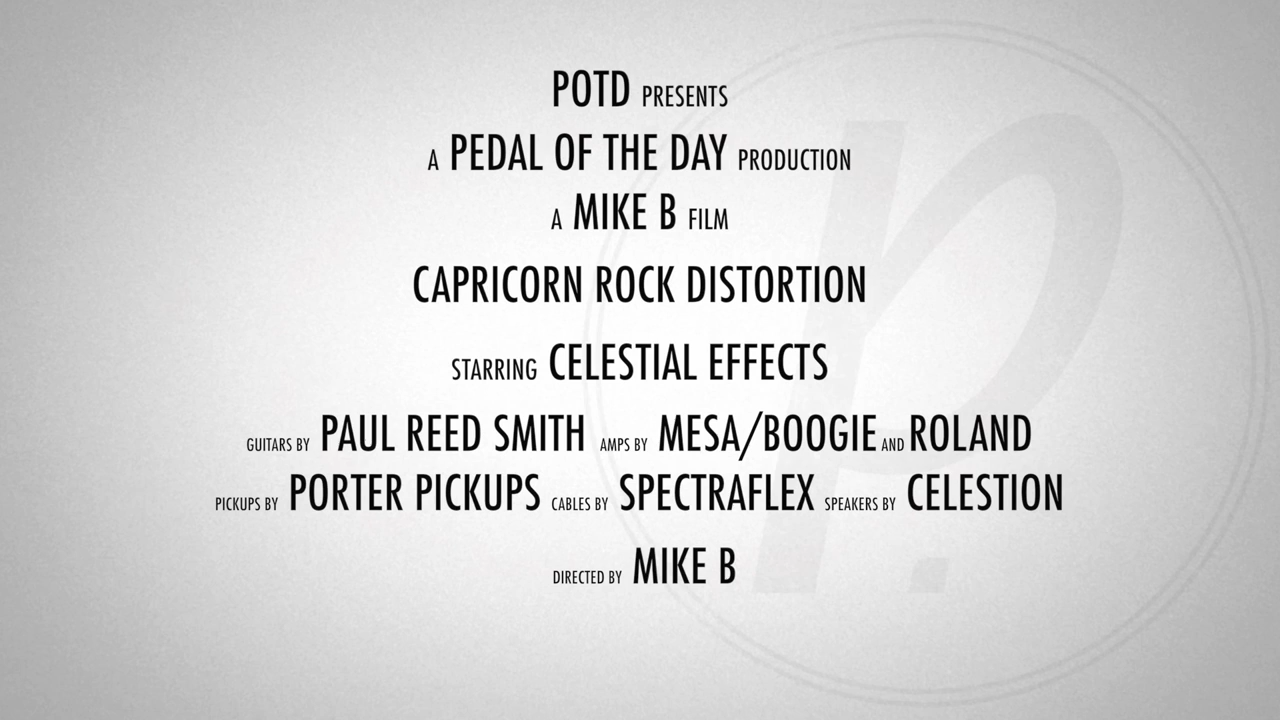 POTD PRESENTS
A PEDAL OF THE DAY PRODUCTION
A MIKE B FILM
CAPRICORN ROCK DISTORTION
STARRING CELESTIAL EFFECTS
GUITARS BY PAUL REED SMITH AMPS BY MESA/BOOGIE AND ROLAND
PICKUPS BY PORTER PICKUPS CABLES BY SPECTRAFLEX SPEAKERS BY CELESTION
DIRECTED BY MIKE B
p.